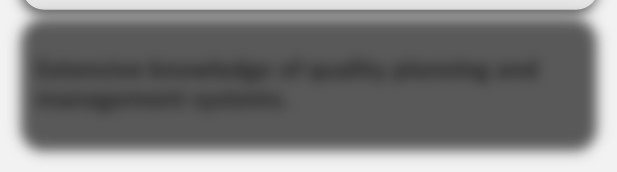 Extensive knowledge of quality planning and
management systems.